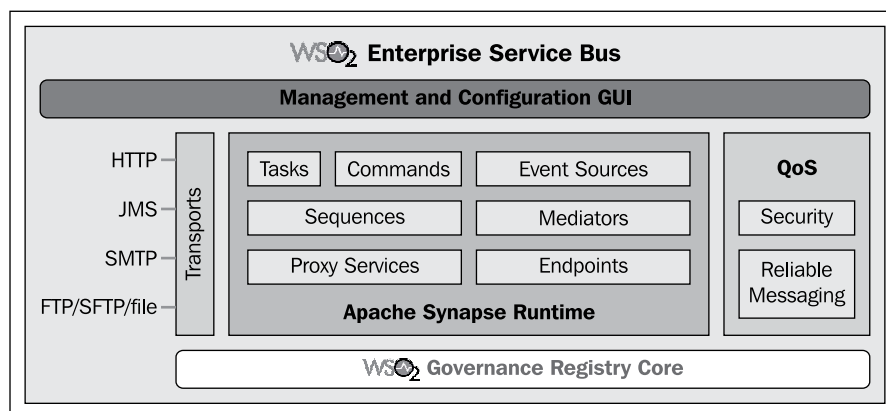 WSO2 Enterprise Service Bus
Management and Configuration GUI
HTTP
JMS
SMTP
FTP/SFTP/file
Transports
Tasks
Commands
Event Sources
Sequences
Mediators
Proxy Services
Endpoints
Apache Synapse Runtime
QoS
Security
Reliable
Messaging
WSO2 Governance Registry Core